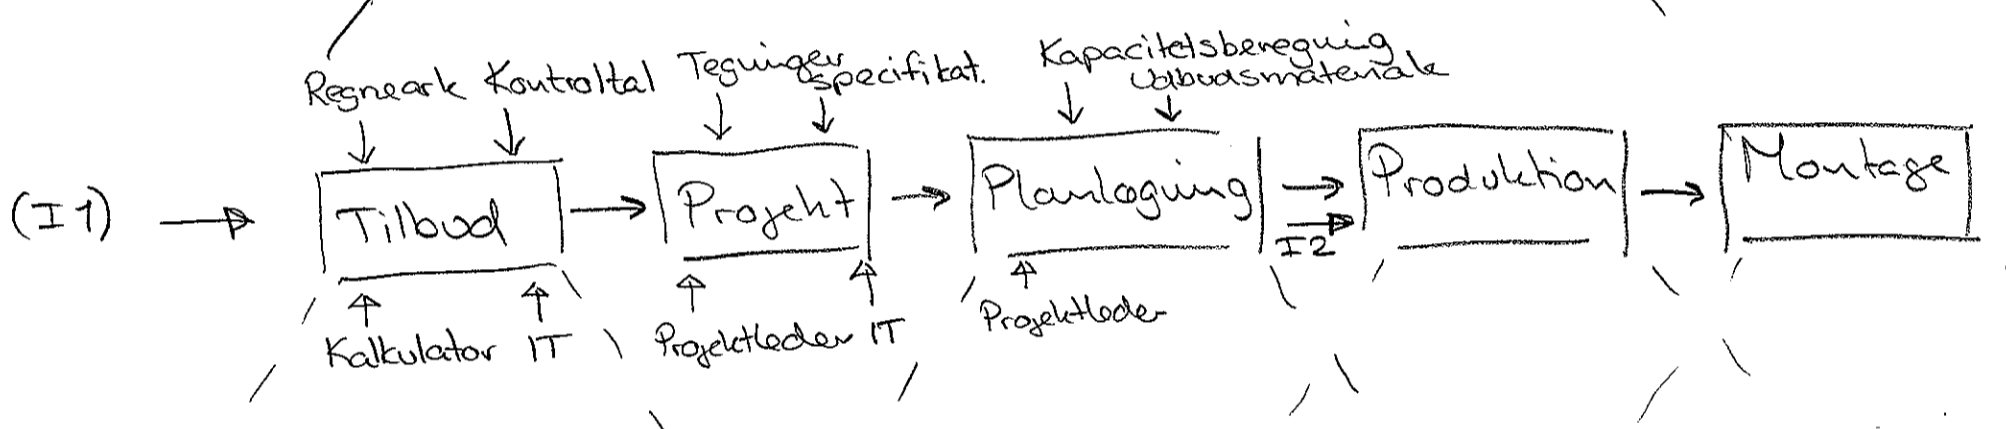 Regneark Kontroltal Tegninger specifikat. Kapacitetsberegning
Udbudsmateriale
(I1) Tilbud Projekt Planlægning Produktion Montage
I2
Kalkulator IT Projektleder IT Projektleder